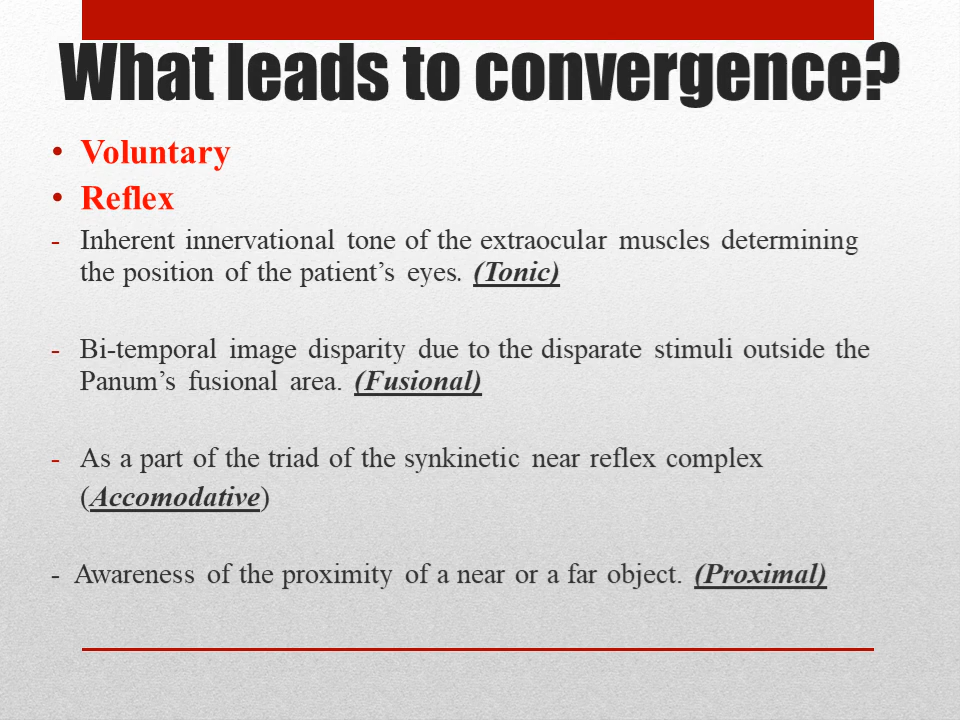 What leads to convergence?
• Voluntary
• Reflex
- Inherent innervational tone of the extraocular muscles determining
the position of the patient’s eyes. (Tonic)
- Bi-temporal image disparity due to the disparate stimuli outside the
Panum’s fusional area. (Fusional)
- As a part of the triad of the synkinetic near reflex complex
(Accomodative)
- Awareness of the proximity of a near or a far object. (Proximal)